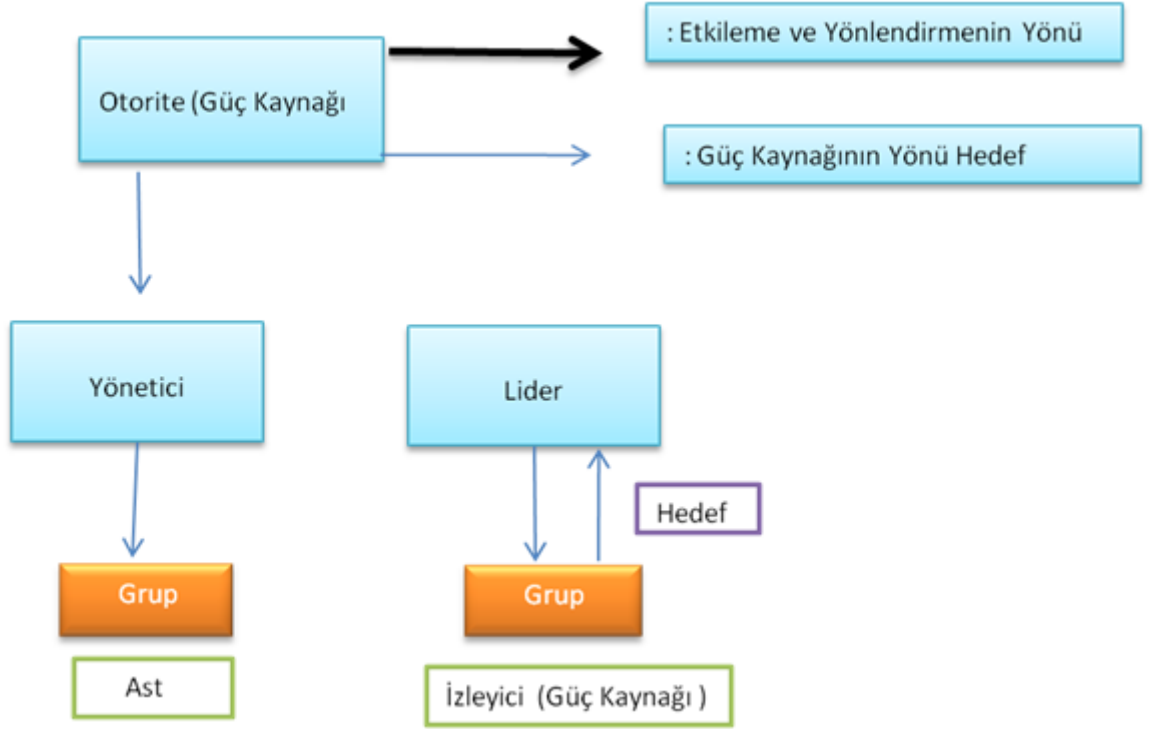 : Etkileme ve Yönlendirmenin Yönü
Otorite (Güç Kaynağı
: Güç Kaynağının Yönü Hedef
Yönetici
Lider
Hedef
Grup
Grup
Ast
İzleyici (Güç Kaynağı )